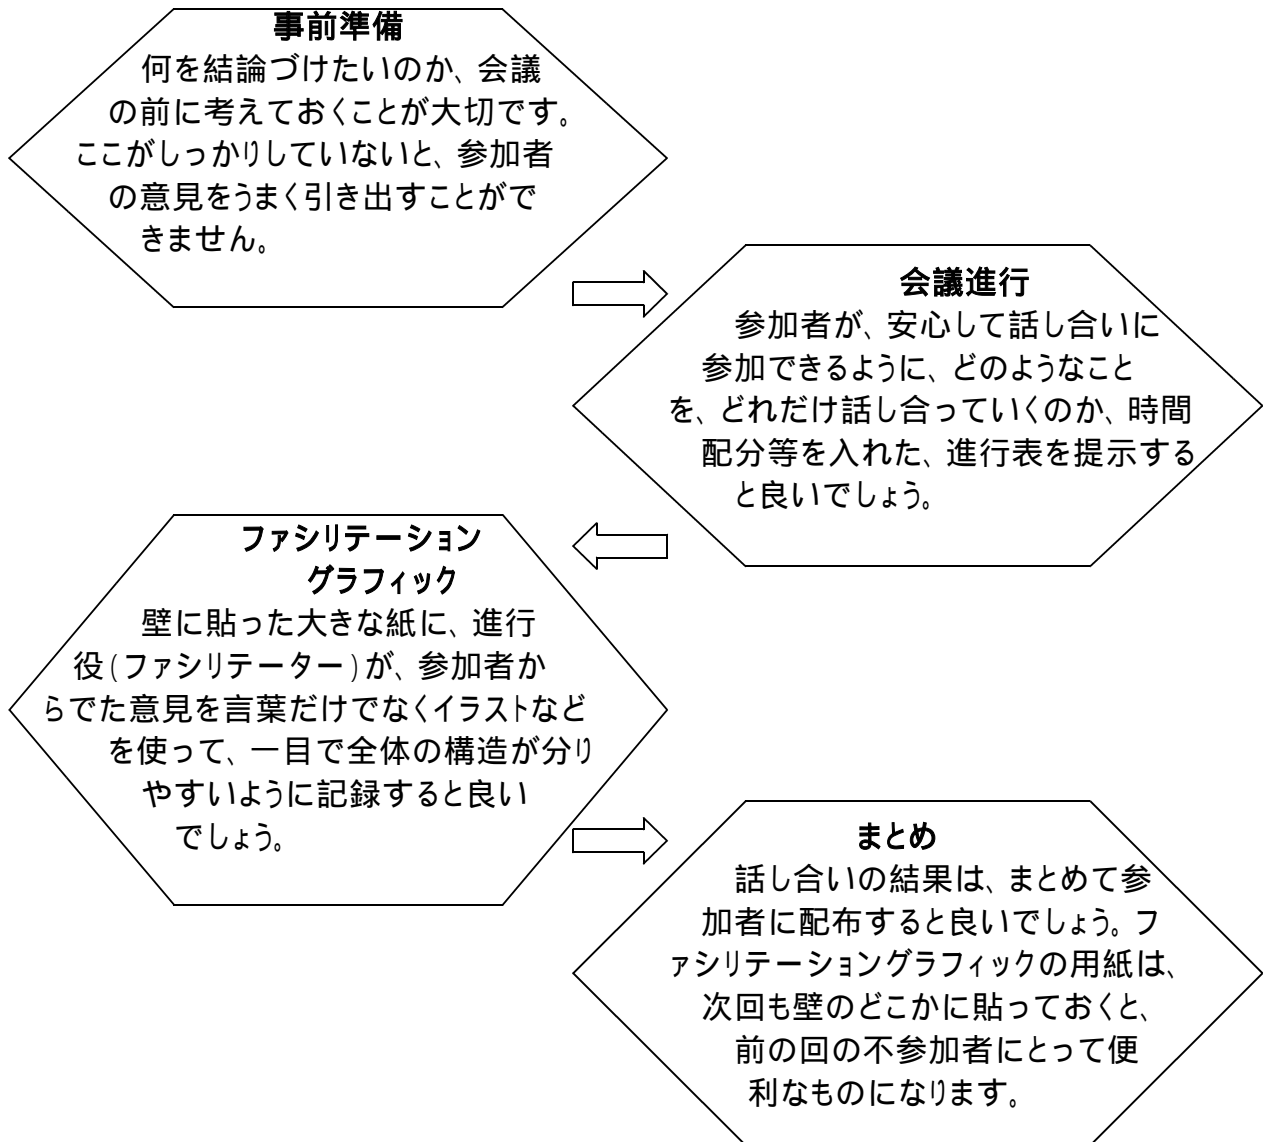 事前準備
何を結論づけたいのか、会議
の前に考えておくことが大切です。
ここがしっかりしていないと、参加者
の意見をうまく引き出すことがで
きません。
会議進行
参加者が、安心して話し合いに
参加できるように、どのようなこと
を、どれだけ話し合っていくのか、時間
配分等を入れた、進行表を提示する
と良いでしょう。
ファシリテーション
グラフィック
壁に貼った大きな紙に、進行
役(ファシリテーター)が、参加者か
らでた意見を言葉だけでなくイラストなど
を使って、一目で全体の構造が分り
やすいように記録すると良い
でしょう。
まとめ
話し合いの結果は、まとめて参
加者に配布すると良いでしょう。フ
ァシリテーショングラフィックの用紙は、
次回も壁のどこかに貼っておくと、
前の回の不参加者にとって便
利なものになります。